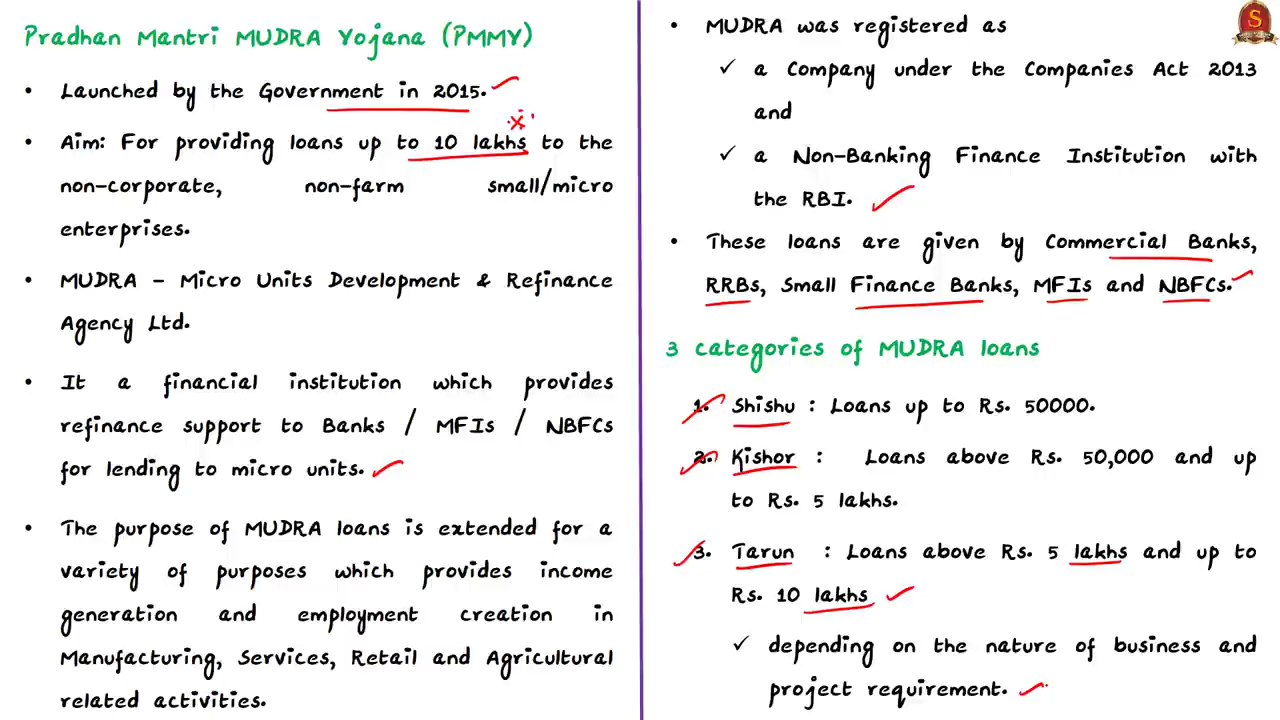 Pradhan Mantri MUDRA Yojana (PMMY)
• Launched by the Government in 2015.
• Aim: For providing loans up to 10 lakhs to the
non-corporate, non-farm small/micro
enterprises.
• MUDRA – Micro Units Development & Refinance
Agency Ltd.
• It a financial institution which provides
refinance support to Banks / MFIs / NBFCs
for lending to micro units.
• The purpose of MUDRA loans is extended for a
variety of purposes which provides income
generation and employment creation in
Manufacturing, Services, Retail and Agricultural
related activities.
• MUDRA was registered as
✓ a Company under the Companies Act 2013
and
✓ a Non-Banking Finance Institution with
the RBI.
• These loans are given by Commercial Banks,
RRBs, Small Finance Banks, MFIs and NBFCs.
3 categories of MUDRA loans
1. Shishu : Loans up to Rs. 50000.
2. Kishor : Loans above Rs. 50,000 and up
to Rs. 5 lakhs.
3. Tarun : Loans above Rs. 5 lakhs and up to
Rs. 10 lakhs
✓ depending on the nature of business and
project requirement.
S